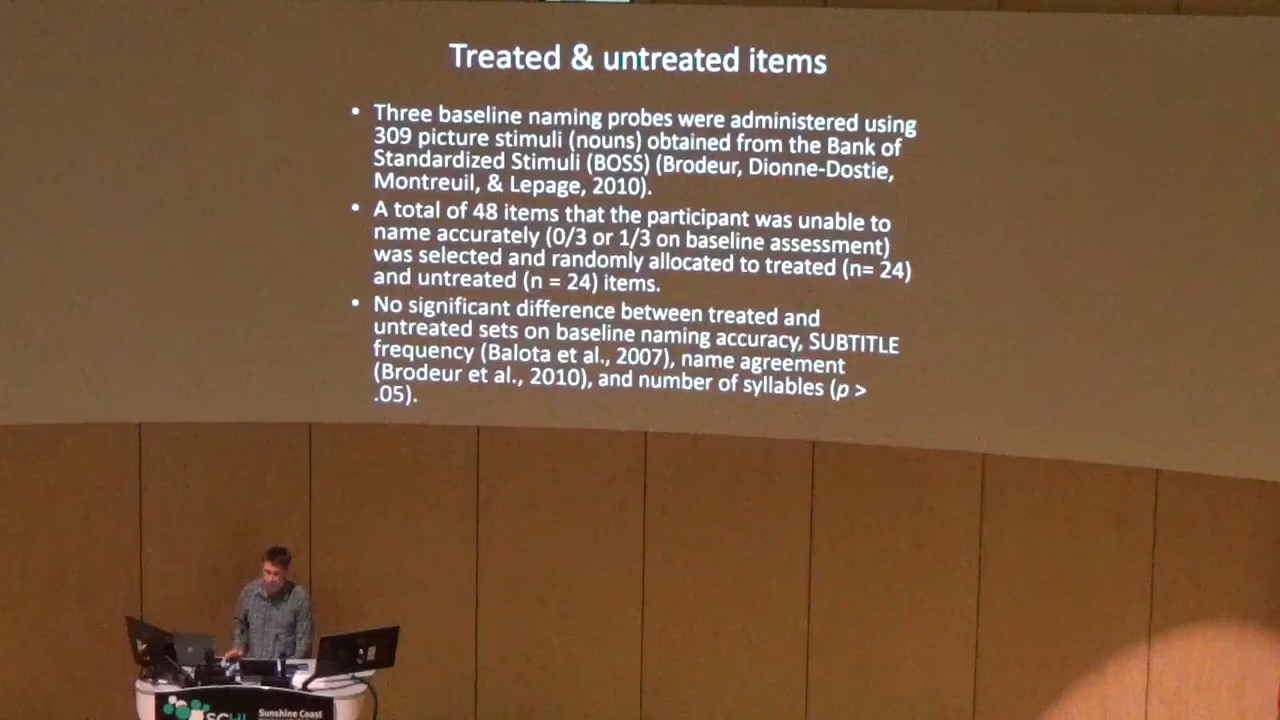 Treated & untreated items
• Three baseline naming probes were administered using
309 picture stimuli (nouns) obtained from the Bank of
Standardized Stimuli (BOSS) (Brodeur, Dionne-Dostie,
Montreuil, & Lepage, 2010).
• A total of 48 items that the participant was unable to
name accurately (0/3 or 1/3 on baseline assessment)
was selected and randomly allocated to treated (n= 24)
and untreated (n = 24) items.
• No significant difference between treated and
untreated sets on baseline naming accuracy, SUBTITLE
frequency (Balota et al., 2007), name agreement
(Brodeur et al., 2010), and number of syllables (p >
.05).
SCHI
Sunshine Coast